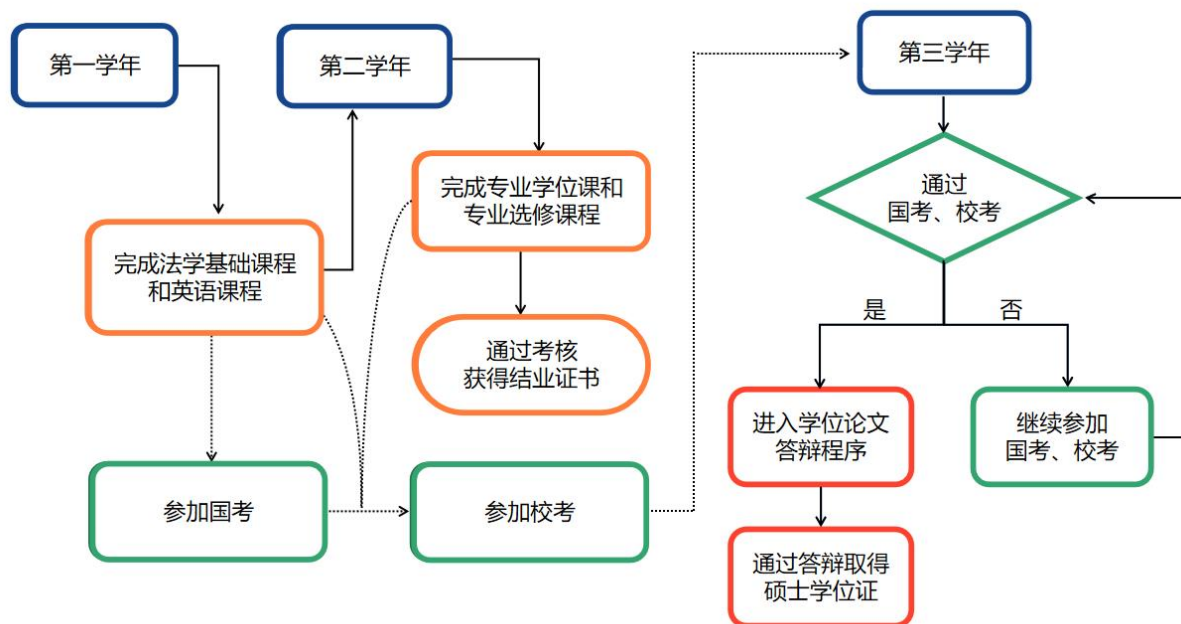 第一学年
第二学年
第三学年
完成专业学位课和
专业选修课程
通过
国考、校考
完成法学基础课程
和英语课程
是
否
通过考核
获得结业证书
进入学位论文
答辩程序
继续参加
国考、校考
参加国考
参加校考
通过答辩取得
硕士学位证